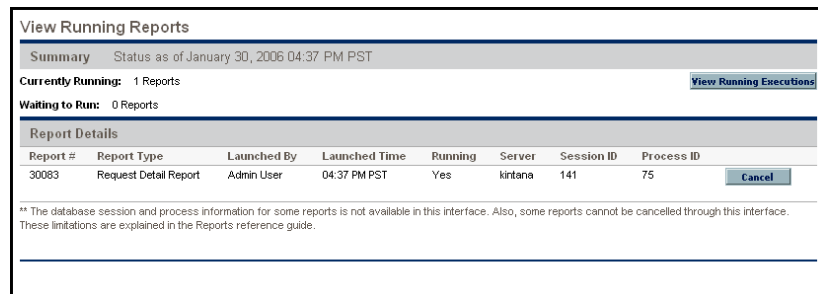 View Running Reports
Summary Status as of January 30, 2006 04:37 PM PST
Currently Running: 1 Reports
View Running Executions
Waiting to Run: 0 Reports
Report Details
Report # Report Type Launched By Launched Time Running Server Session ID Process ID
30083 Request Detail Report Admin User 04:37 PM PST Yes kintana 141 75 Cancel
** The database session and process information for some reports is not available in this interface. Also, some reports cannot be cancelled through this interface.
These limitations are explained in the Reports reference guide.